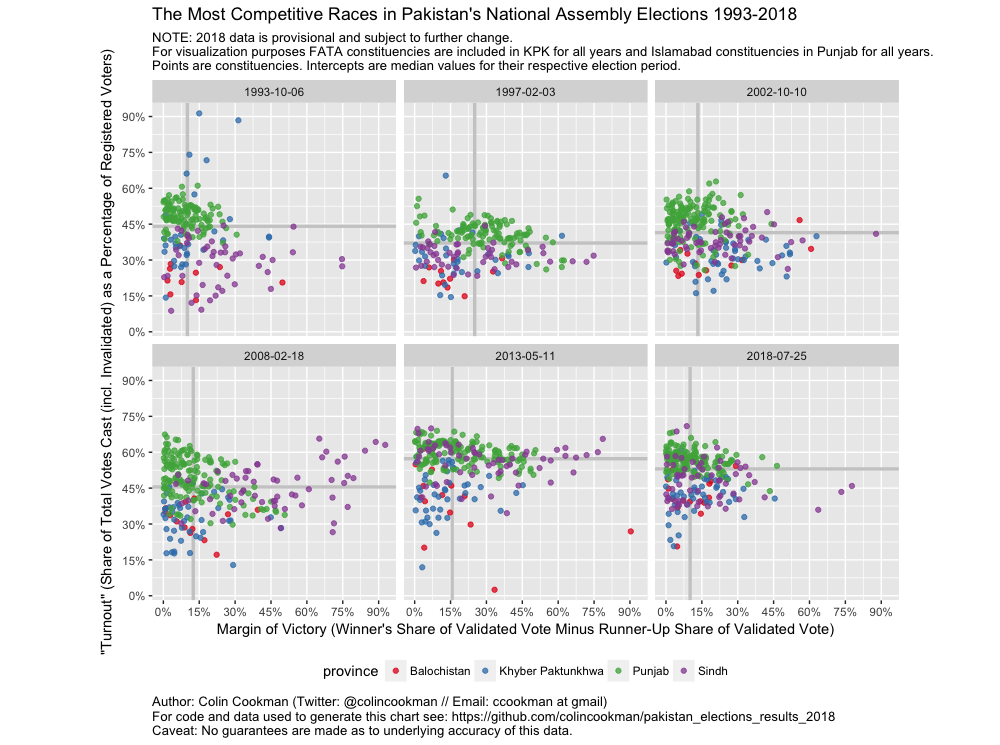 The Most Competitive Races in Pakistan's National Assembly Elections 1993-2018
NOTE: 2018 data is provisional and subject to further change.
For visualization purposes FATA constituencies are included in KPK for all years and Islamabad constituencies in Punjab for all years.
Points are constituencies. Intercepts are median values for their respective election period.
"Turnout" (Share of Total Votes Cast (incl. Invalidated) as a Percentage of Registered Voters)
1993-10-06 1997-02-03 2002-10-10
90%
75%
60%
45%
30%
15%
0%
2008-02-18 2013-05-11 2018-07-25
90%
75%
60%
45%
30%
15%
0%
0% 15% 30% 45% 60% 75% 90% 0% 15% 30% 45% 60% 75% 90% 0% 15% 30% 45% 60% 75% 90%
Margin of Victory (Winner's Share of Validated Vote Minus Runner-Up Share of Validated Vote)
province Balochistan Khyber Paktunkhwa Punjab Sindh
Author: Colin Cookman (Twitter: @colincookman // Email: ccookman at gmail)
For code and data used to generate this chart see: https://github.com/colincookman/pakistan_elections_results_2018
Caveat: No guarantees are made as to underlying accuracy of this data.